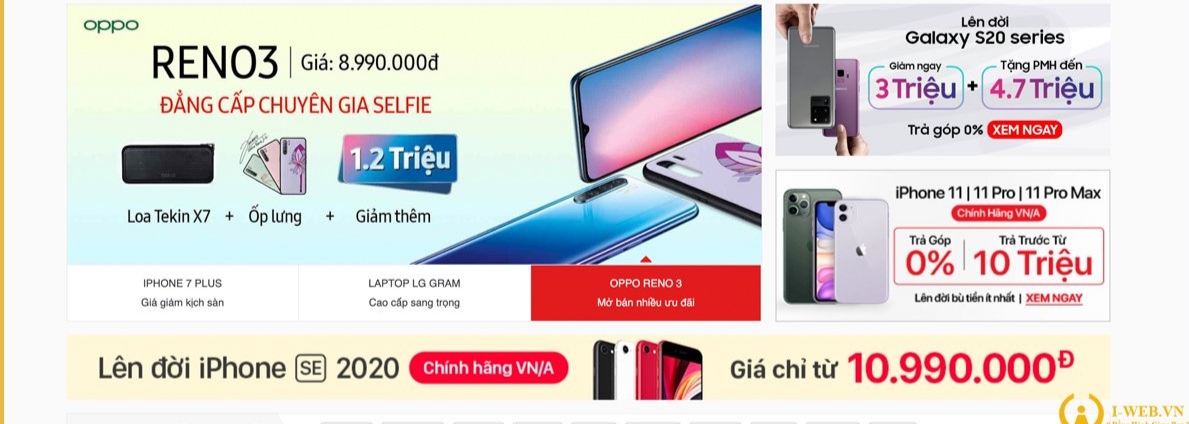 oppo
RENO3 | Giá: 8.990.000đ
ĐẲNG CẤP CHUYÊN GIA SELFIE
1.2 Triệu
Loa Tekin X7 + Ốp lưng + Giảm thêm
IPHONE 7 PLUS
Giá giảm kịch sàn
LAPTOP LG GRAM
Cao cấp sang trọng
OPPO RENO 3
Mở bán nhiều ưu đãi
Lên đời
Galaxy S20 series
Giảm ngay
3 Triệu
+
Tặng PMH đến
4.7 Triệu
Trả góp 0% XEM NGAY
iPhone 11 | 11 Pro | 11 Pro Max
Chính Hãng VN/A
Trả Góp
0%
Trả Trước Từ
10 Triệu
Lên đời bù tiền ít nhất | XEM NGAY
Lên đời iPhone SE 2020 Chính hãng VN/A Giá chỉ từ 10.990.000Đ
I-WEB.VN